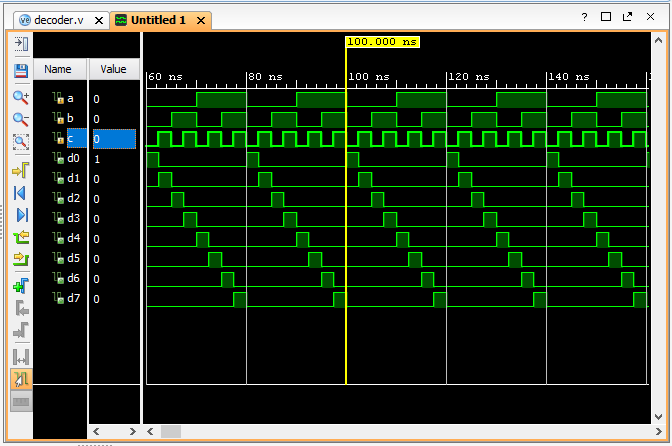 decoder.v
Untitled 1
100.000 ns
Name Value
60 ns 80 ns 100 ns 120 ns 140 ns
a 0
b 0
c 0
d0 1
d1 0
d2 0
d3 0
d4 0
d5 0
d6 0
d7 0